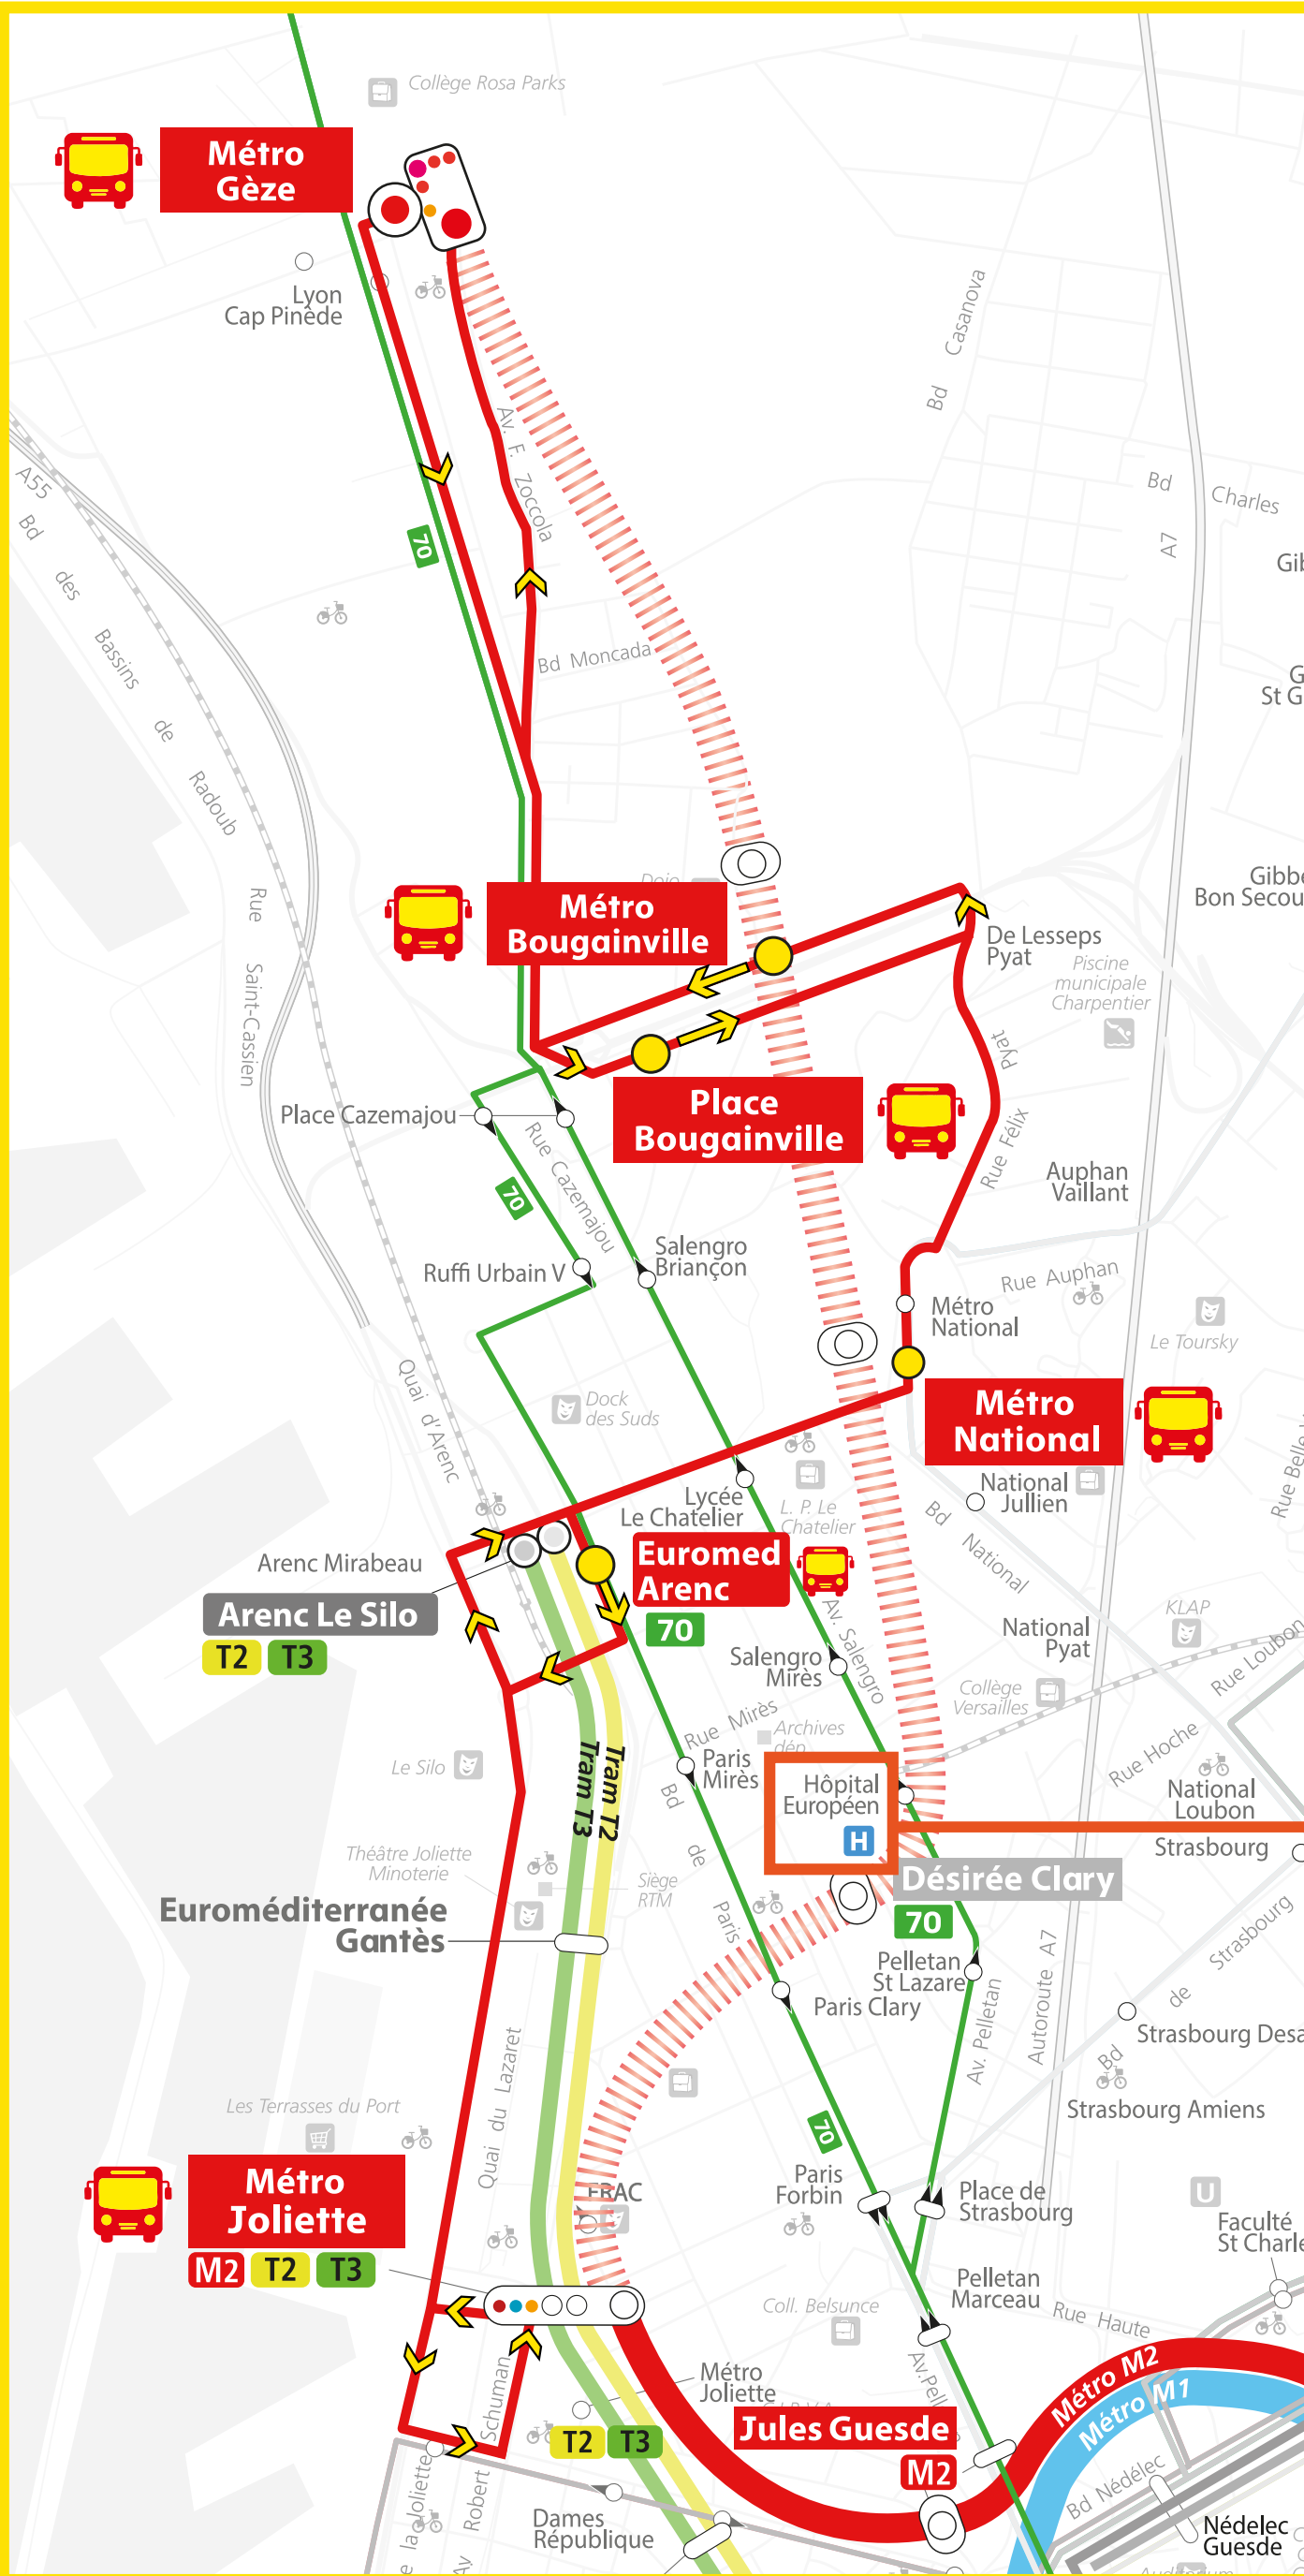 Collège Rosa Parks
Métro
Gèze
Lyon
Cap Pinède
Bd Casanova
Av. F. Zoccola
A55
Bd Charles
A7
70
Bd des Bassins de Radoub
Bd Moncada
Métro
Bougainville
De Lesseps
Pyat
Piscine
municipale
Charpentier
Rue Saint-Cassien
Place Cazemajou
Place
Bougainville
Rue Félix Pyat
Auphan
Vaillant
Rue Cazemajou
70
Salengro
Briançon
Ruffi Urbain V
Rue Auphan
Métro
National
Le Toursky
Quai d'Arenc
Dock
des Suds
Métro
National
National
Jullien
Lycée
Le Chatelier
L. P. Le
Chatelier
Bd National
Arenc Mirabeau
Arenc Le Silo
T2 T3
Euromed
Arenc
70
Av. Salengro
KLAP
National
Pyat
Rue Loubon
Salengro
Mirès
Collège
Versailles
Rue Mirès
Archives
dép.
Paris
Mirès
Rue Hoche
Le Silo
Tram T3
Tram T2
Hôpital
Européen
H
National
Loubon
Strasbourg
Bd de Paris
Théâtre Joliette
Minoterie
Siège
RTM
Désirée Clary
70
Euroméditerranée
Gantès
Pelletan
St Lazare
Paris Clary
Av. Pelletan
Autoroute A7
Bd de Strasbourg
Strasbourg Amiens
Quai du Lazaret
Les Terrasses du Port
70
Métro
Joliette
M2 T2 T3
FRAC
Paris
Forbin
Place de
Strasbourg
U
Faculté
Pelletan
Marceau
Coll. Belsunce
Rue Haute
Métro
Joliette
Métro M2
Métro M1
Jules Guesde
M2
T2 T3
Av. Robert Schuman
Bd Nédélec
Dames
République
Nédelec
Guesde